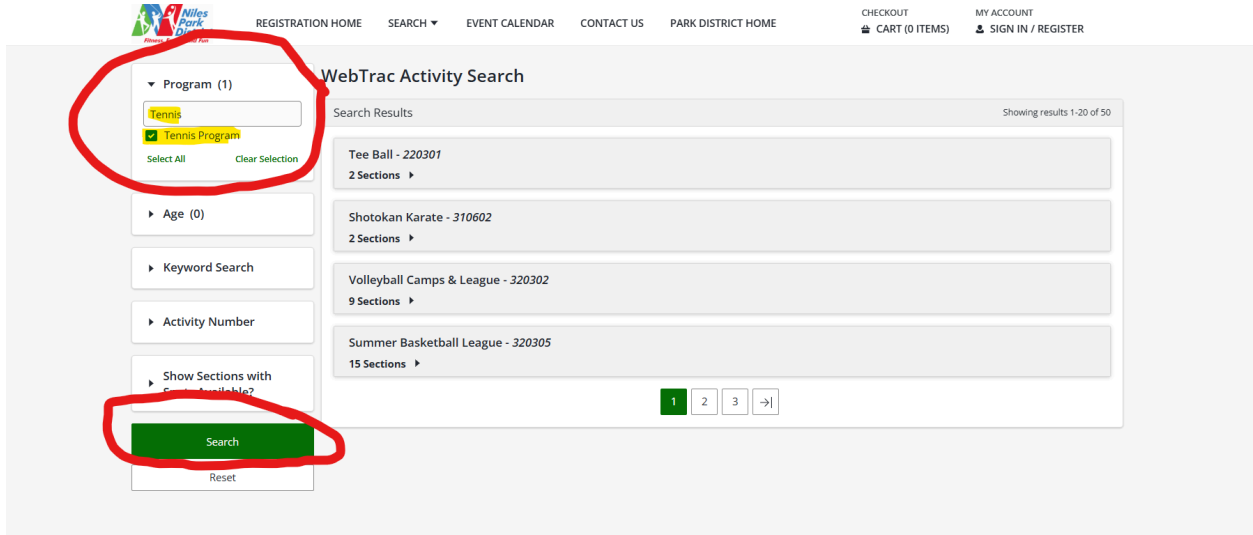 Niles
Park
REGISTRATION HOME
SEARCH
EVENT CALENDAR
CONTACT US
PARK DISTRICT HOME
CHECKOUT
CART (0 ITEMS)
MY ACCOUNT
SIGN IN / REGISTER
Program (1)
Tennis
Tennis Program
Select All
Clear Selection
Age (0)
Keyword Search
Activity Number
Show Sections with
Search
Reset
WebTrac Activity Search
Search Results
Showing results 1-20 of 50
Tee Ball - 220301
2 Sections
Shotokan Karate - 310602
2 Sections
Volleyball Camps & League - 320302
9 Sections
Summer Basketball League - 320305
15 Sections
1 2 3